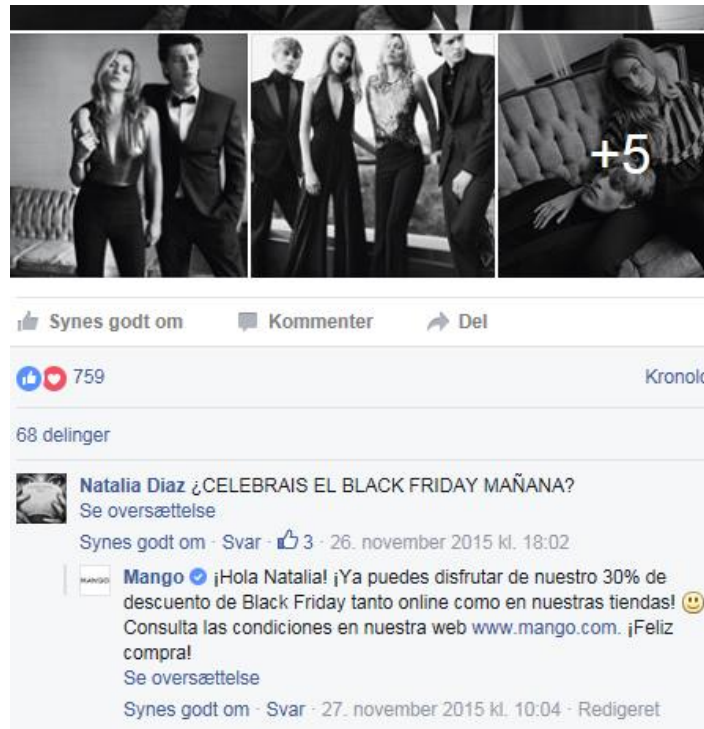 +5
Synes godt om Kommenter Del
759 Kronolo
68 delinger
Natalia Diaz ¿CELEBRAIS EL BLACK FRIDAY MAÑANA?
Se oversættelse
Synes godt om · Svar · 3 · 26. november 2015 kl. 18:02
MANGO
Mango ¡Hola Natalia! ¡Ya puedes disfrutar de nuestro 30% de
descuento de Black Friday tanto online como en nuestras tiendas!
Consulta las condiciones en nuestra web www.mango.com. ¡Feliz
compra!
Se oversættelse
Synes godt om · Svar · 27. november 2015 kl. 10:04 · Redigeret